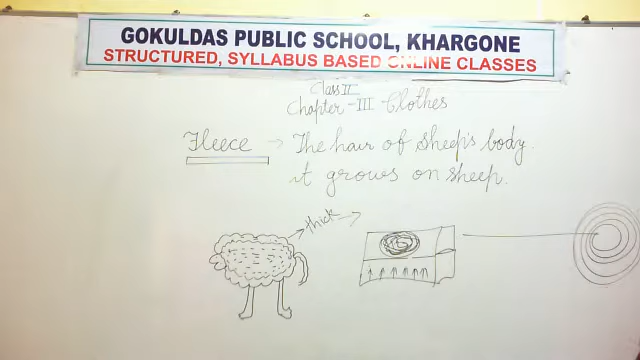 GOKULDAS PUBLIC SCHOOL, KHARGONE
STRUCTURED, SYLLABUS BASED ONLINE CLASSES
Class II
Chapter - III - Clothes
Fleece → The hair of sheep's body.
it grows on sheep.
thick